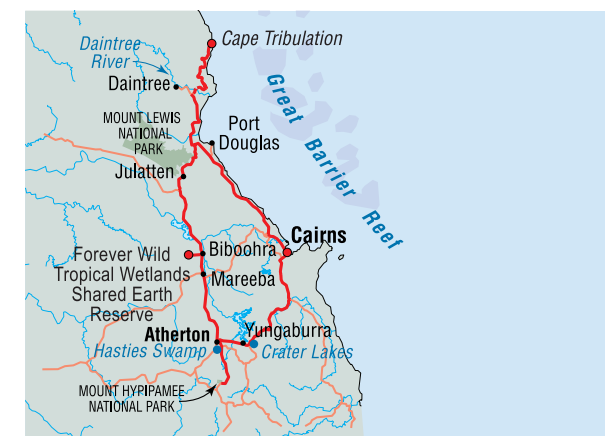 Daintree
River
Cape Tribulation
Daintree
MOUNT LEWIS
NATIONAL
PARK
Port
Douglas
Great Barrier Reef
Julatten
Cairns
Biboohra
Forever Wild
Tropical Wetlands
Shared Earth
Reserve
Mareeba
Atherton
Yungaburra
Hasties Swamp
Crater Lakes
MOUNT HYPIPAMEE
NATIONAL PARK